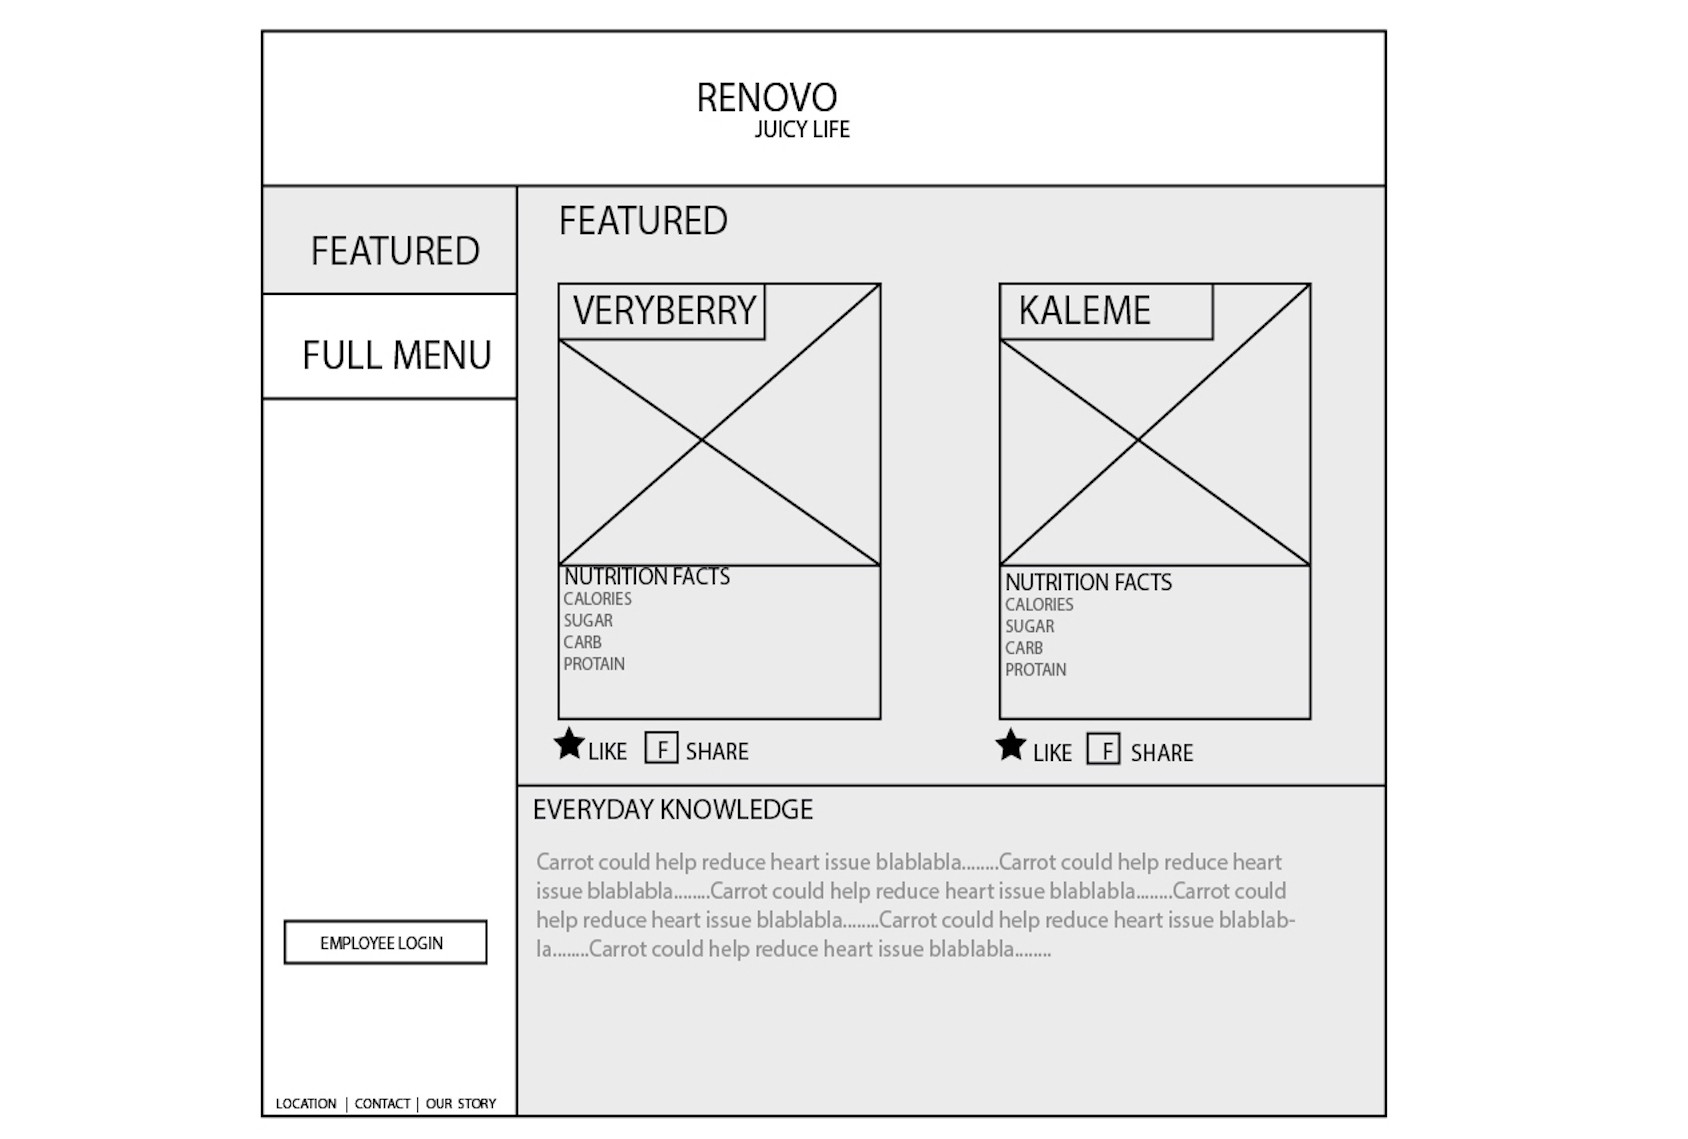 RENOVO
JUICY LIFE
FEATURED
FULL MENU
EMPLOYEE LOGIN
LOCATION | CONTACT | OUR STORY
FEATURED
VERYBERRY
NUTRITION FACTS
CALORIES
SUGAR
CARB
PROTAIN
LIKE F SHARE
KALEME
NUTRITION FACTS
CALORIES
SUGAR
CARB
PROTAIN
LIKE F SHARE
EVERYDAY KNOWLEDGE
Carrot could help reduce heart issue blablabla........Carrot could help reduce heart
issue blablabla........Carrot could help reduce heart issue blablabla........Carrot could
help reduce heart issue blablabla........Carrot could help reduce heart issue blablab-
la........Carrot could help reduce heart issue blablabla........